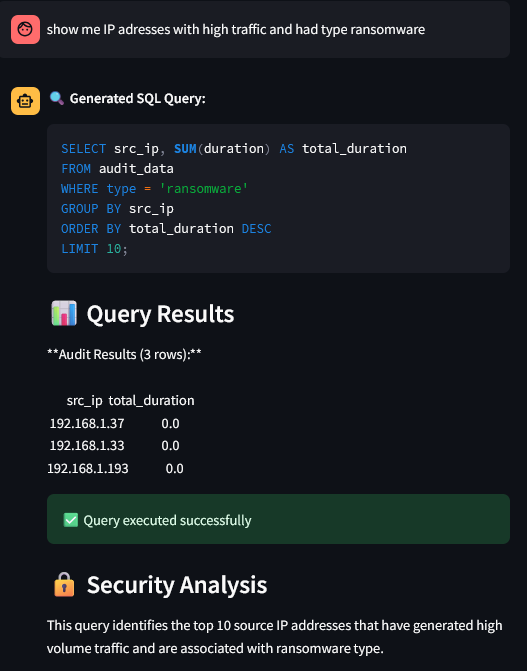 show me IP adresses with high traffic and had type ransomware
Generated SQL Query:
SELECT src_ip, SUM(duration) AS total_duration
FROM audit_data
WHERE type = 'ransomware'
GROUP BY src_ip
ORDER BY total_duration DESC
LIMIT 10;
Query Results
**Audit Results (3 rows):**
src_ip total_duration
192.168.1.37 0.0
192.168.1.33 0.0
192.168.1.193 0.0
Query executed successfully
Security Analysis
This query identifies the top 10 source IP addresses that have generated high
volume traffic and are associated with ransomware type.